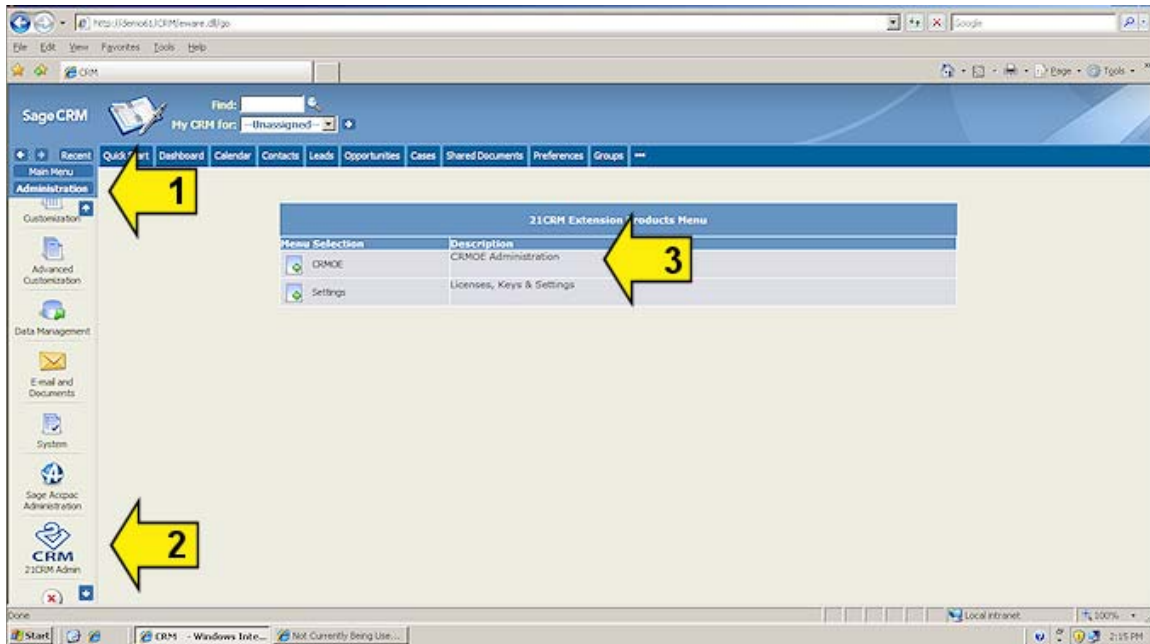 http://demo61/CRM/eware.dll/go
Google
File Edit View Favorites Tools Help
CRM
Page Tools
Sage CRM
Find:
My CRM for: --Unassigned--
Recent Quick Start Dashboard Calendar Contacts Leads Opportunities Cases Shared Documents Preferences Groups
Main Menu
Administration
1
Customization
21CRM Extension Products Menu
Menu Selection Description
CRMOE CRMOE Administration
3
Settings Licenses, Keys & Settings
Advanced
Customization
Data Management
E-mail and
Documents
System
Sage Accpac
Administration
2
CRM
21CRM Admin
Done Local intranet 100%
Start CRM - Windows Inte... Not Currently Being Use... 2:15 PM